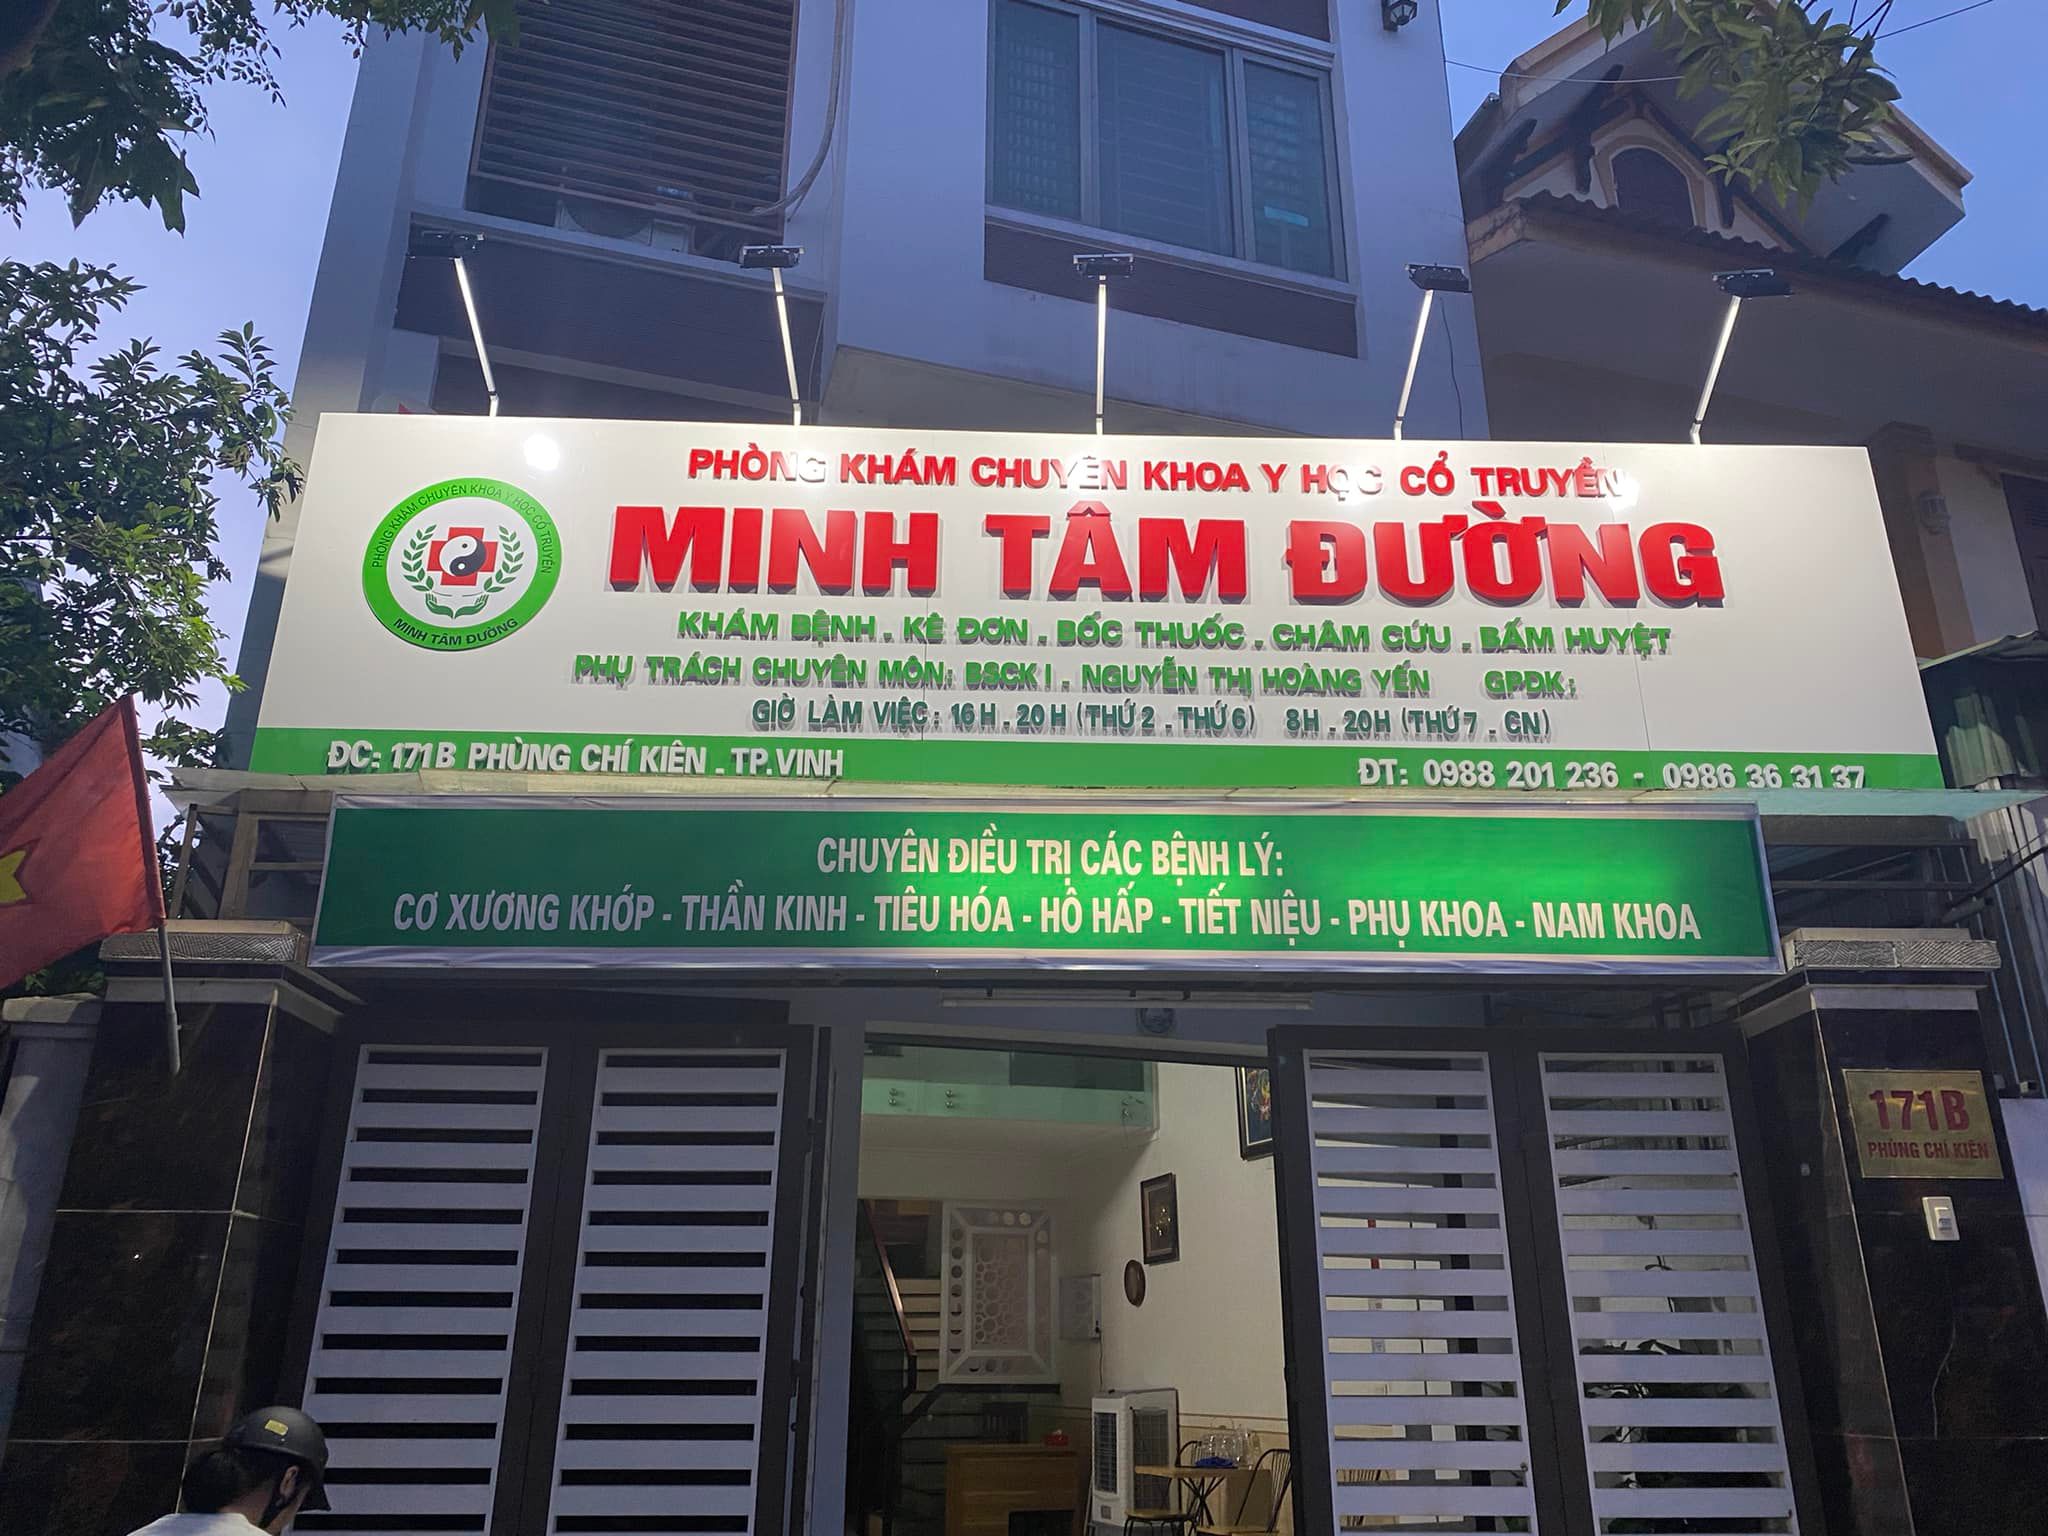 PHÒNG KHÁM CHUYÊN KHOA Y HỌC CỔ TRUYỀN
MINH TÂM ĐƯỜNG
PHÒNG KHÁM CHUYÊN KHOA Y HỌC CỔ TRUYỀN
MINH TÂM ĐƯỜNG
KHÁM BỆNH . KÊ ĐƠN . BỐC THUỐC . CHÂM CỨU . BẤM HUYỆT
PHỤ TRÁCH CHUYÊN MÔN: BSCK I . NGUYỄN THỊ HOÀNG YẾN GPĐK:
GIỜ LÀM VIỆC: 16H . 20H (THỨ 2 . THỨ 6) 8H . 20H (THỨ 7 . CN)
ĐC: 171B PHÙNG CHÍ KIÊN . TP.VINH
ĐT: 0988 201 236 - 0986 36 31 37
CHUYÊN ĐIỀU TRỊ CÁC BỆNH LÝ:
CƠ XƯƠNG KHỚP - THẦN KINH - TIÊU HÓA - HÔ HẤP - TIẾT NIỆU - PHỤ KHOA - NAM KHOA
171B
PHÙNG CHÍ KIÊN